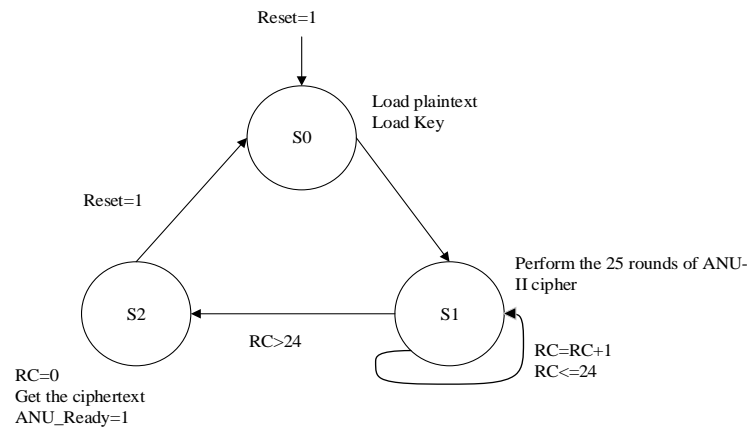 Reset=1
S0
Load plaintext
Load Key
Reset=1
S2
S1
Perform the 25 rounds of ANU-
II cipher
RC>24
RC=RC+1
RC<=24
RC=0
Get the ciphertext
ANU_Ready=1